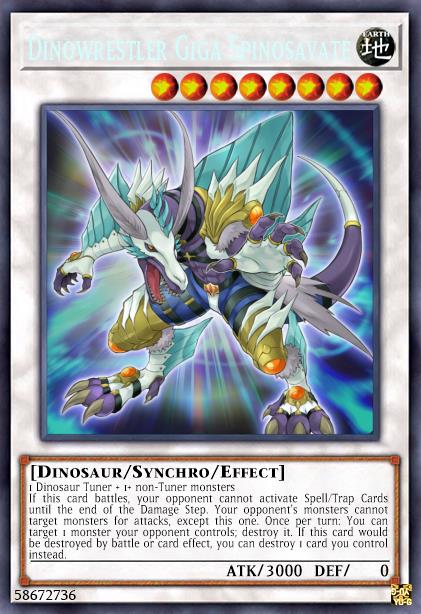 Dinowrestler Giga Spinosavate
EARTH
地
[Dinosaur/Synchro/Effect]
1 Dinosaur Tuner + 1+ non-Tuner monsters
If this card battles, your opponent cannot activate Spell/Trap Cards
until the end of the Damage Step. Your opponent's monsters cannot
target monsters for attacks, except this one. Once per turn: You can
target 1 monster your opponent controls; destroy it. If this card would
be destroyed by battle or card effect, you can destroy 1 card you control
instead.
ATK/3000 DEF/ 0
58672736